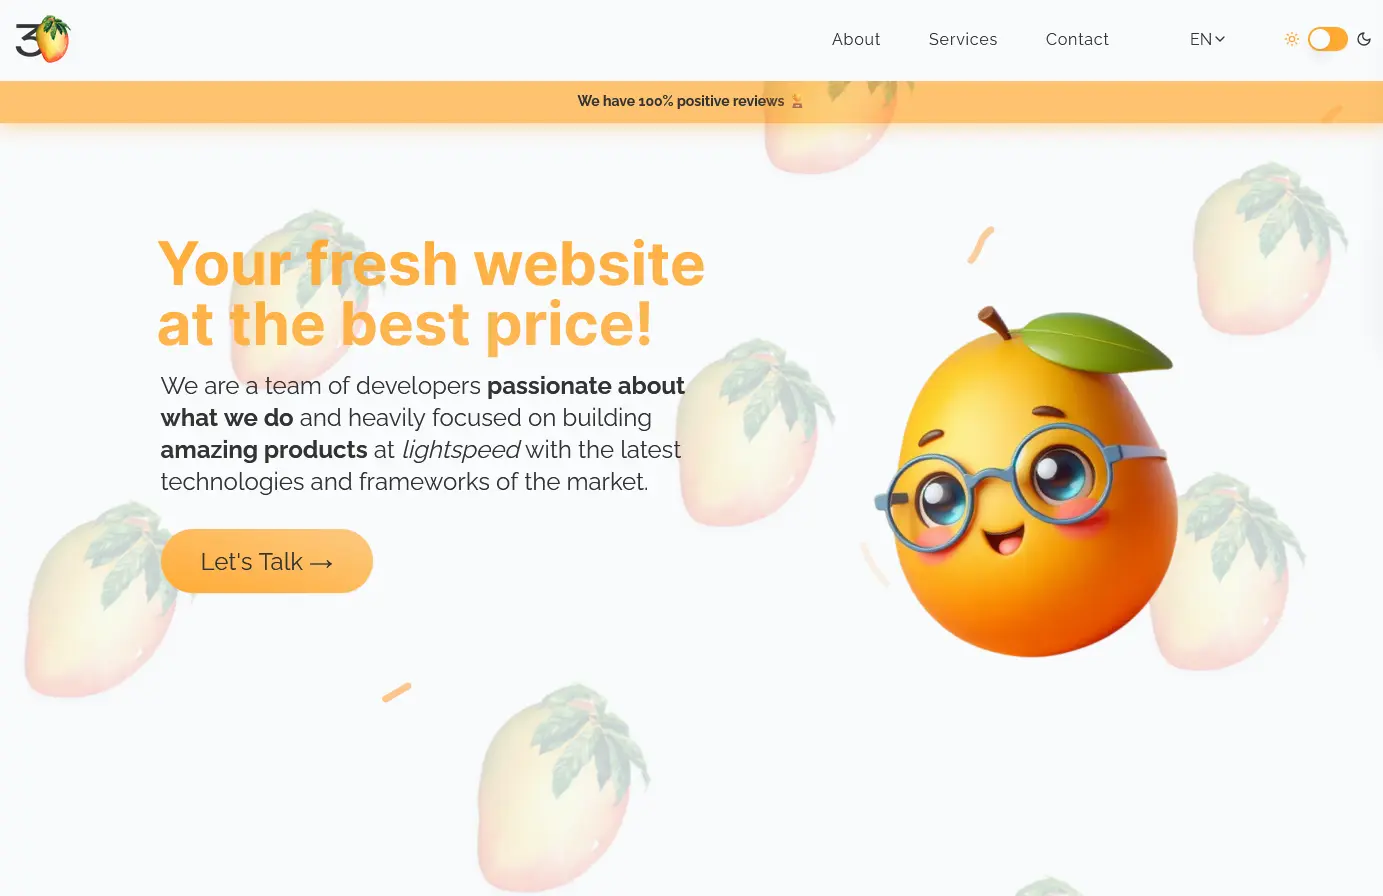 3
About
Services
Contact
EN
We have 100% positive reviews
Your fresh website
at the best price!
We are a team of developers passionate about
what we do and heavily focused on building
amazing products at lightspeed with the latest
technologies and frameworks of the market.
Let's Talk →